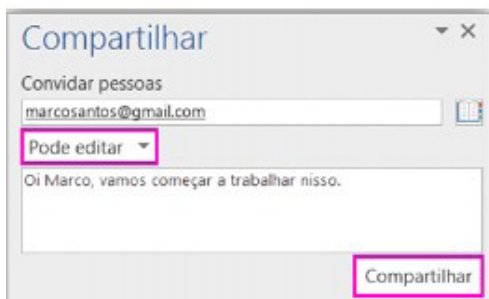 Compartilhar
Convidar pessoas
marcosantos@gmail.com
Pode editar
Oi Marco, vamos começar a trabalhar nisso.
Compartilhar